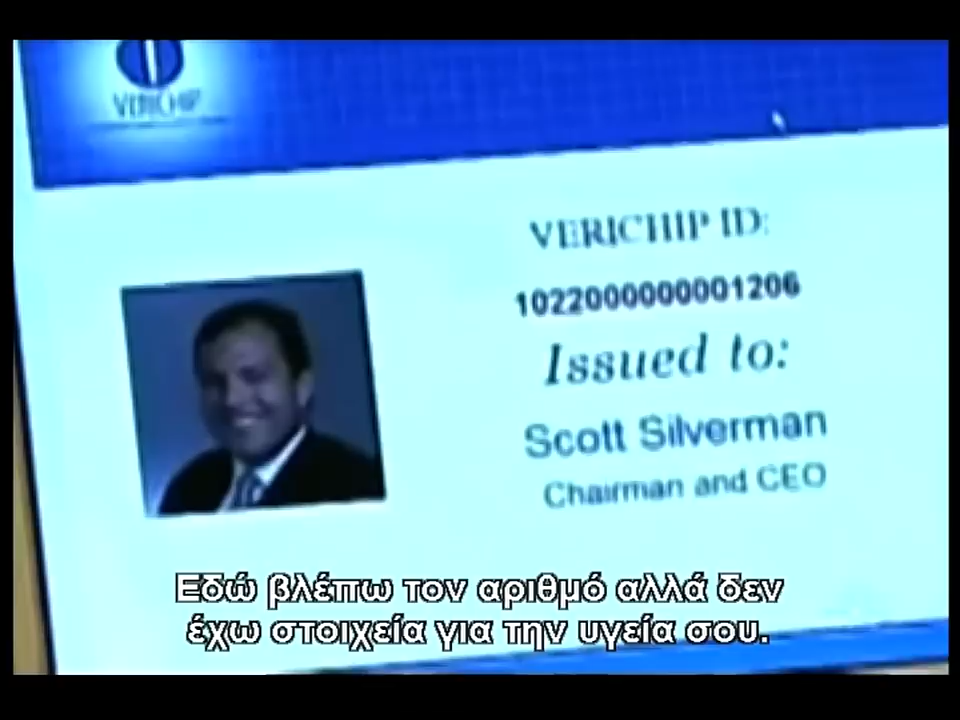 VERICHIP
VERICHIP ID:
1022000000001206
Issued to:
Scott Silverman
Chairman and CEO
Εδώ βλέπω τον αριθμό αλλά δεν
έχω στοιχεία για την υγεία σου.